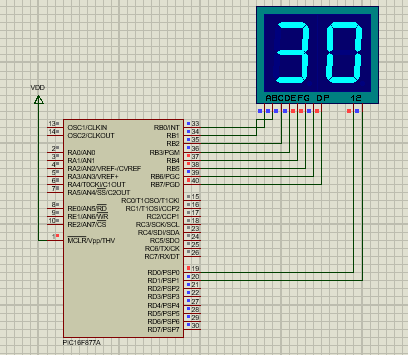 30
ABCDEFG DP 12
VDD
13 OSC1/CLKIN RB0/INT 33
14 OSC2/CLKOUT RB1 34
RB2 35
2 RA0/AN0 RB3/PGM 36
3 RA1/AN1 RB4 37
4 RA2/AN2/VREF-/CVREF RB5 38
5 RA3/AN3/VREF+ RB6/PGC 39
6 RA4/T0CKI/C1OUT RB7/PGD 40
7 RA5/AN4/SS/C2OUT
RC0/T1OSO/T1CKI 15
8 RE0/AN5/RD RC1/T1OSI/CCP2 16
9 RE1/AN6/WR RC2/CCP1 17
10 RE2/AN7/CS RC3/SCK/SCL 18
RC4/SDI/SDA 23
1 MCLR/Vpp/THV RC5/SDO 24
RC6/TX/CK 25
RC7/RX/DT 26
RD0/PSP0 19
RD1/PSP1 20
RD2/PSP2 21
RD3/PSP3 22
RD4/PSP4 27
RD5/PSP5 28
RD6/PSP6 29
RD7/PSP7 30
PIC16F877A